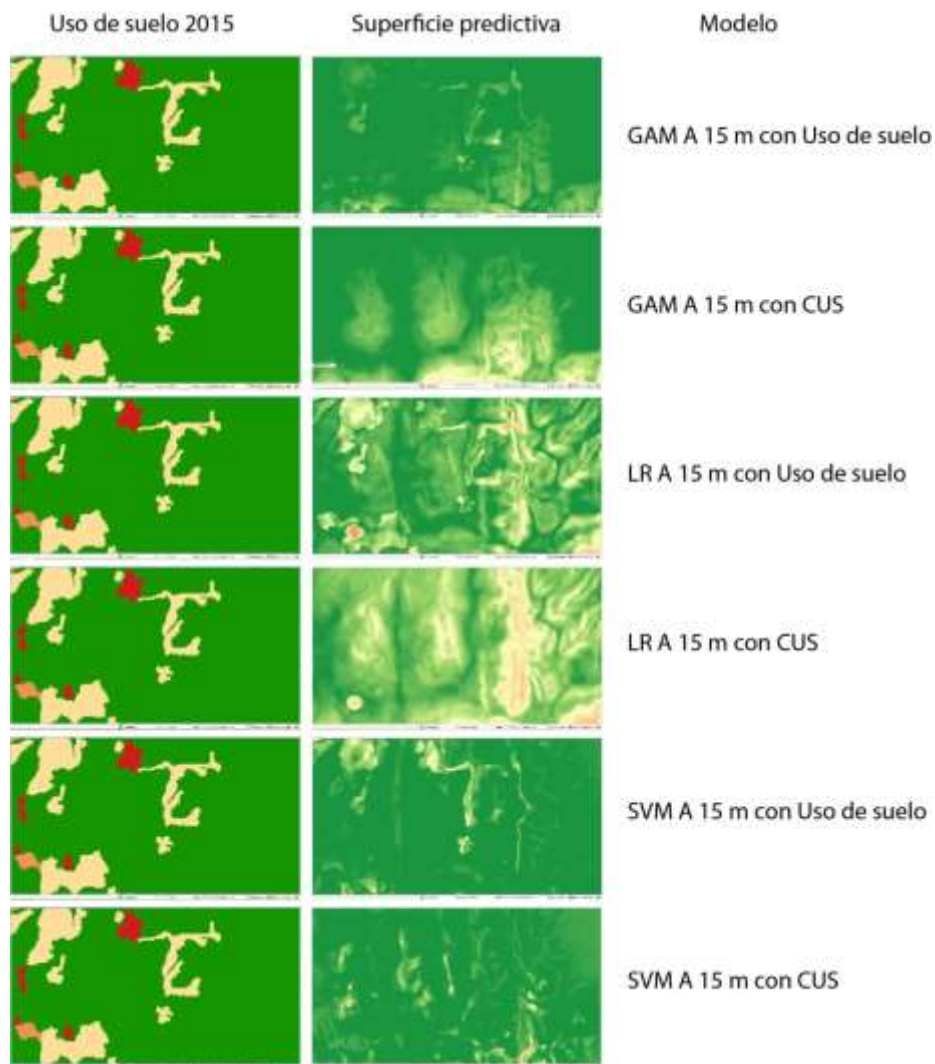 Uso de suelo 2015 Superficie predictiva Modelo
GAM A 15 m con Uso de suelo
GAM A 15 m con CUS
LR A 15 m con Uso de suelo
LR A 15 m con CUS
SVM A 15 m con Uso de suelo
SVM A 15 m con CUS